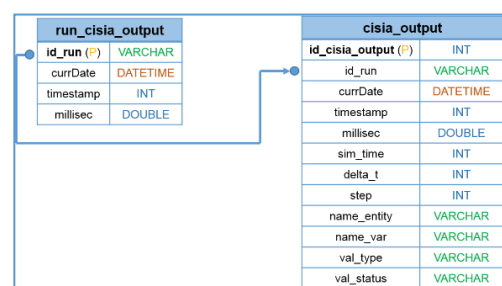 run_cisia_output
id_run (P) VARCHAR
currDate DATETIME
timestamp INT
millisec DOUBLE
cisia_output
id_cisia_output (P) INT
id_run VARCHAR
currDate DATETIME
timestamp INT
millisec DOUBLE
sim_time INT
delta_t INT
step INT
name_entity VARCHAR
name_var VARCHAR
val_type VARCHAR
val_status VARCHAR